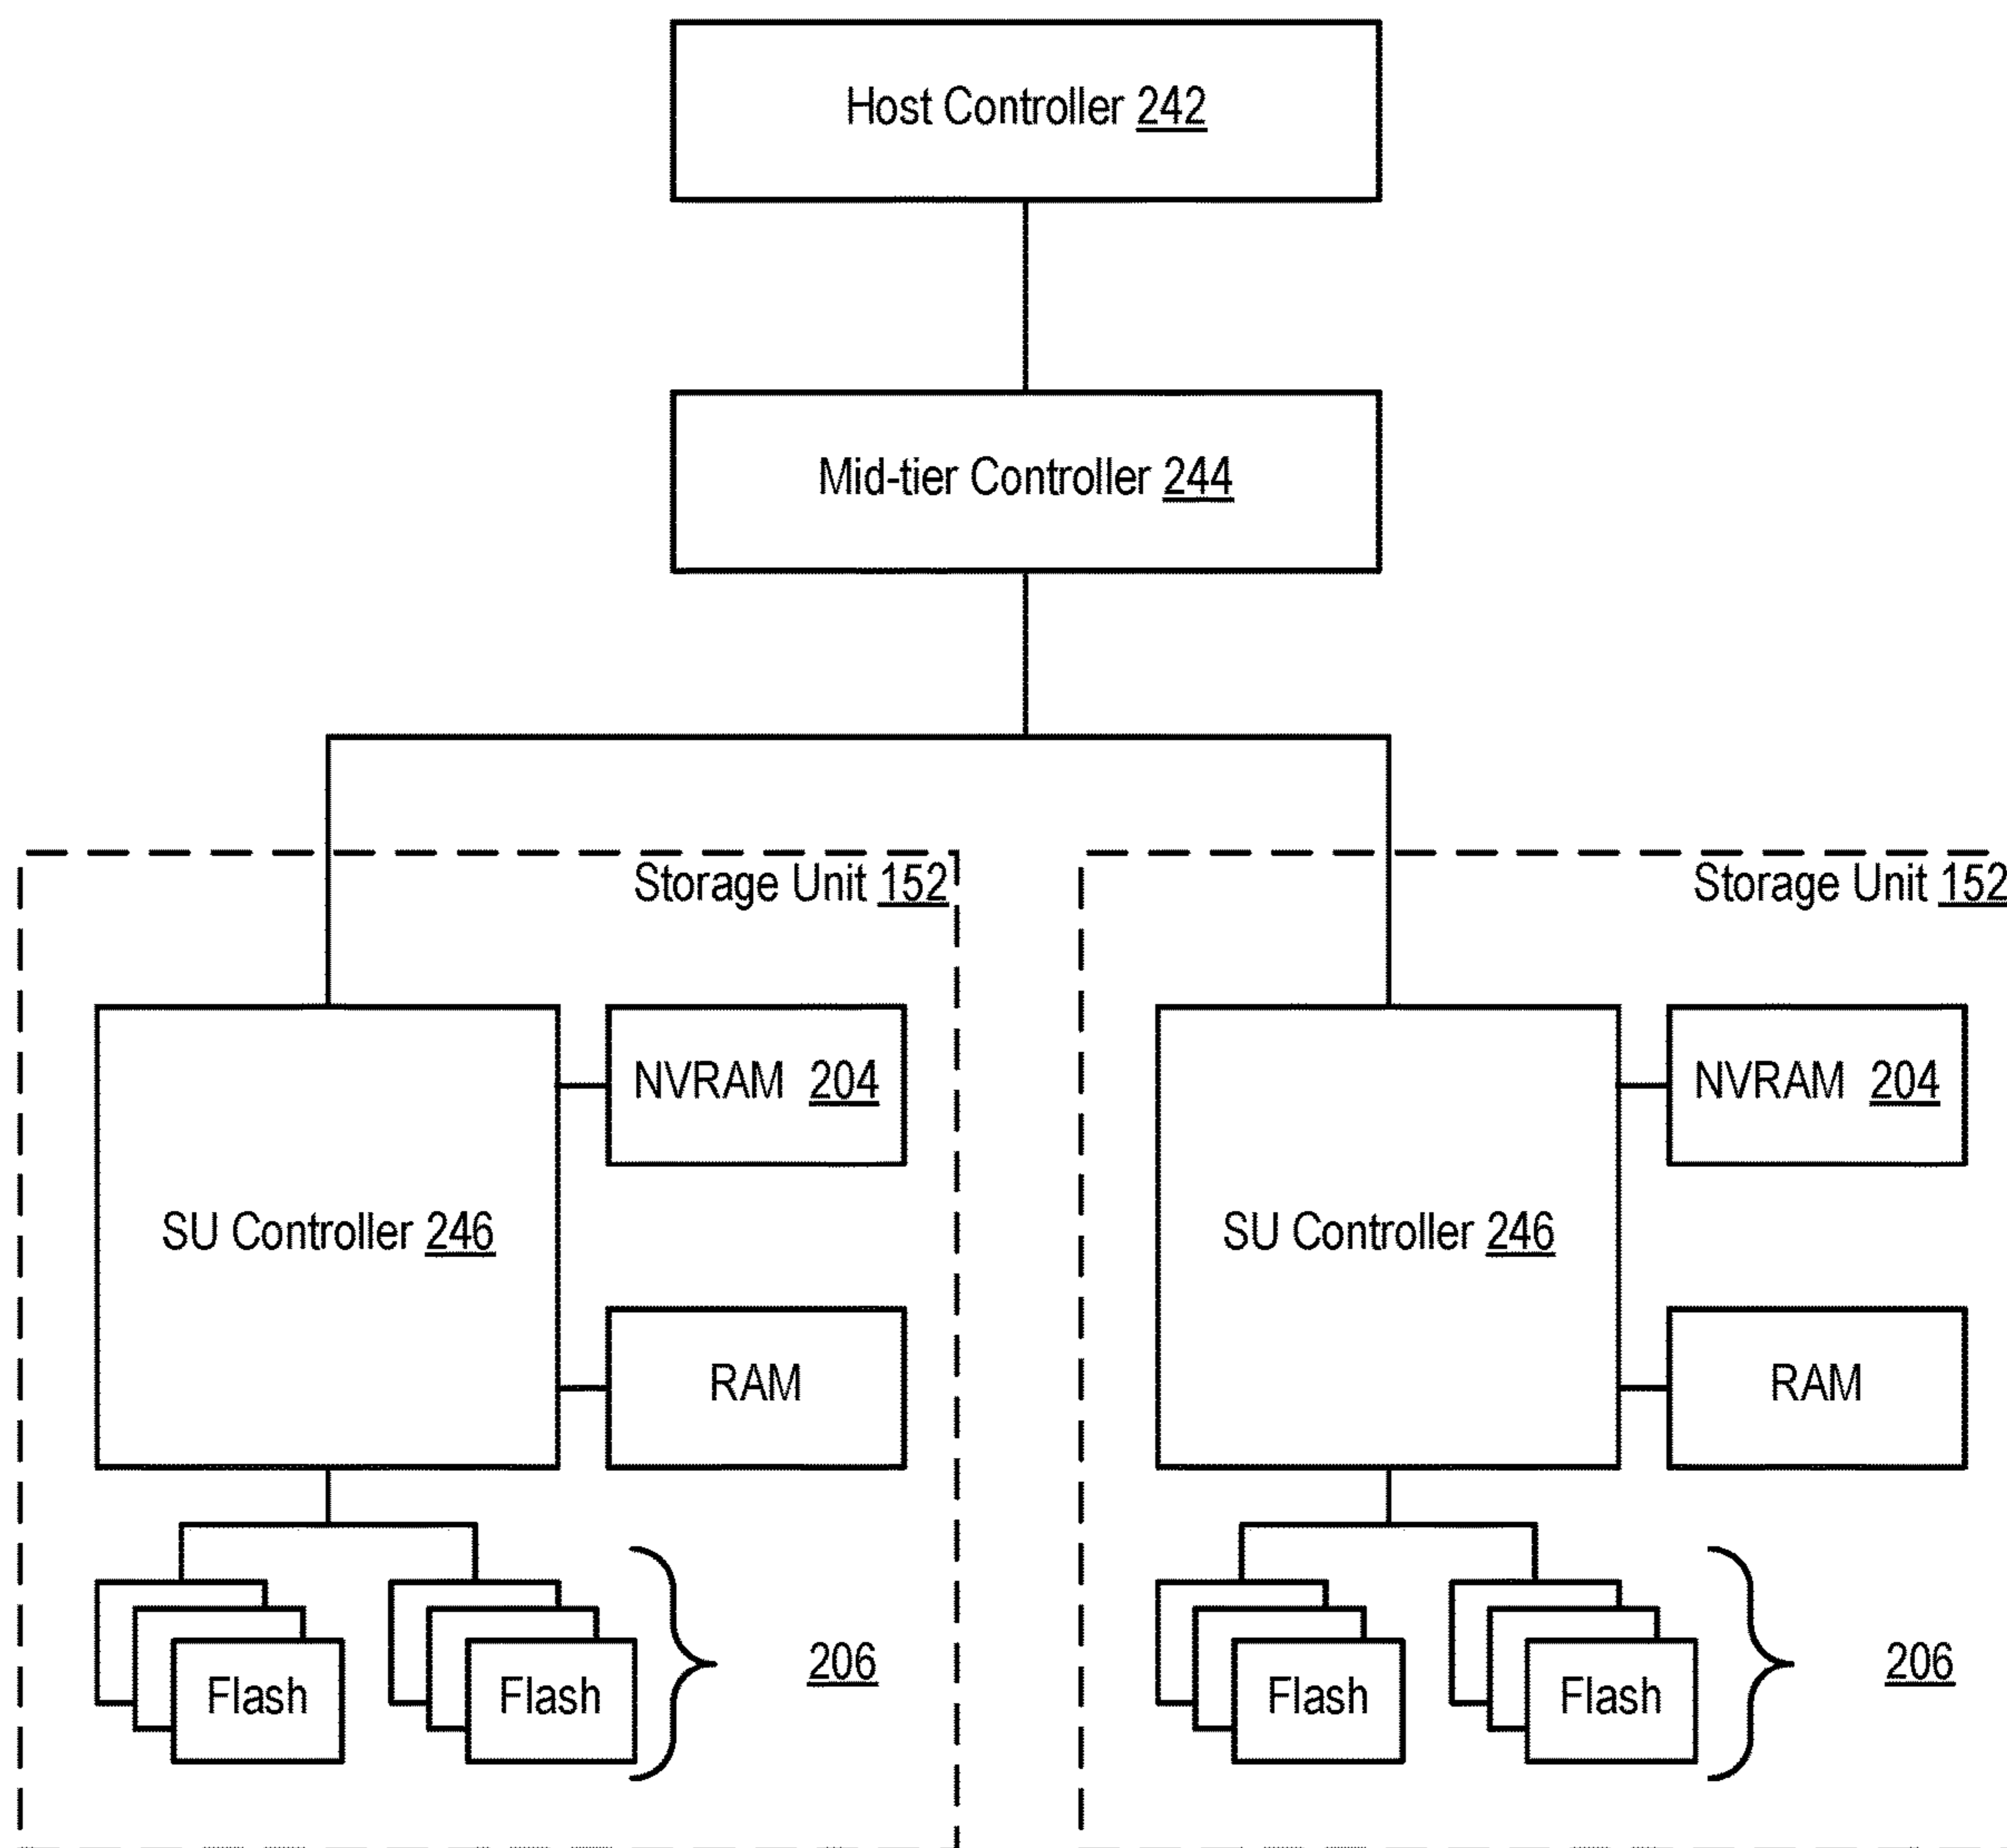 Host Controller 242
Mid-tier Controller 244
Storage Unit 152
Storage Unit 152
NVRAM 204
NVRAM 204
SU Controller 246
SU Controller 246
RAM
RAM
206
206
Flash
Flash
Flash
Flash